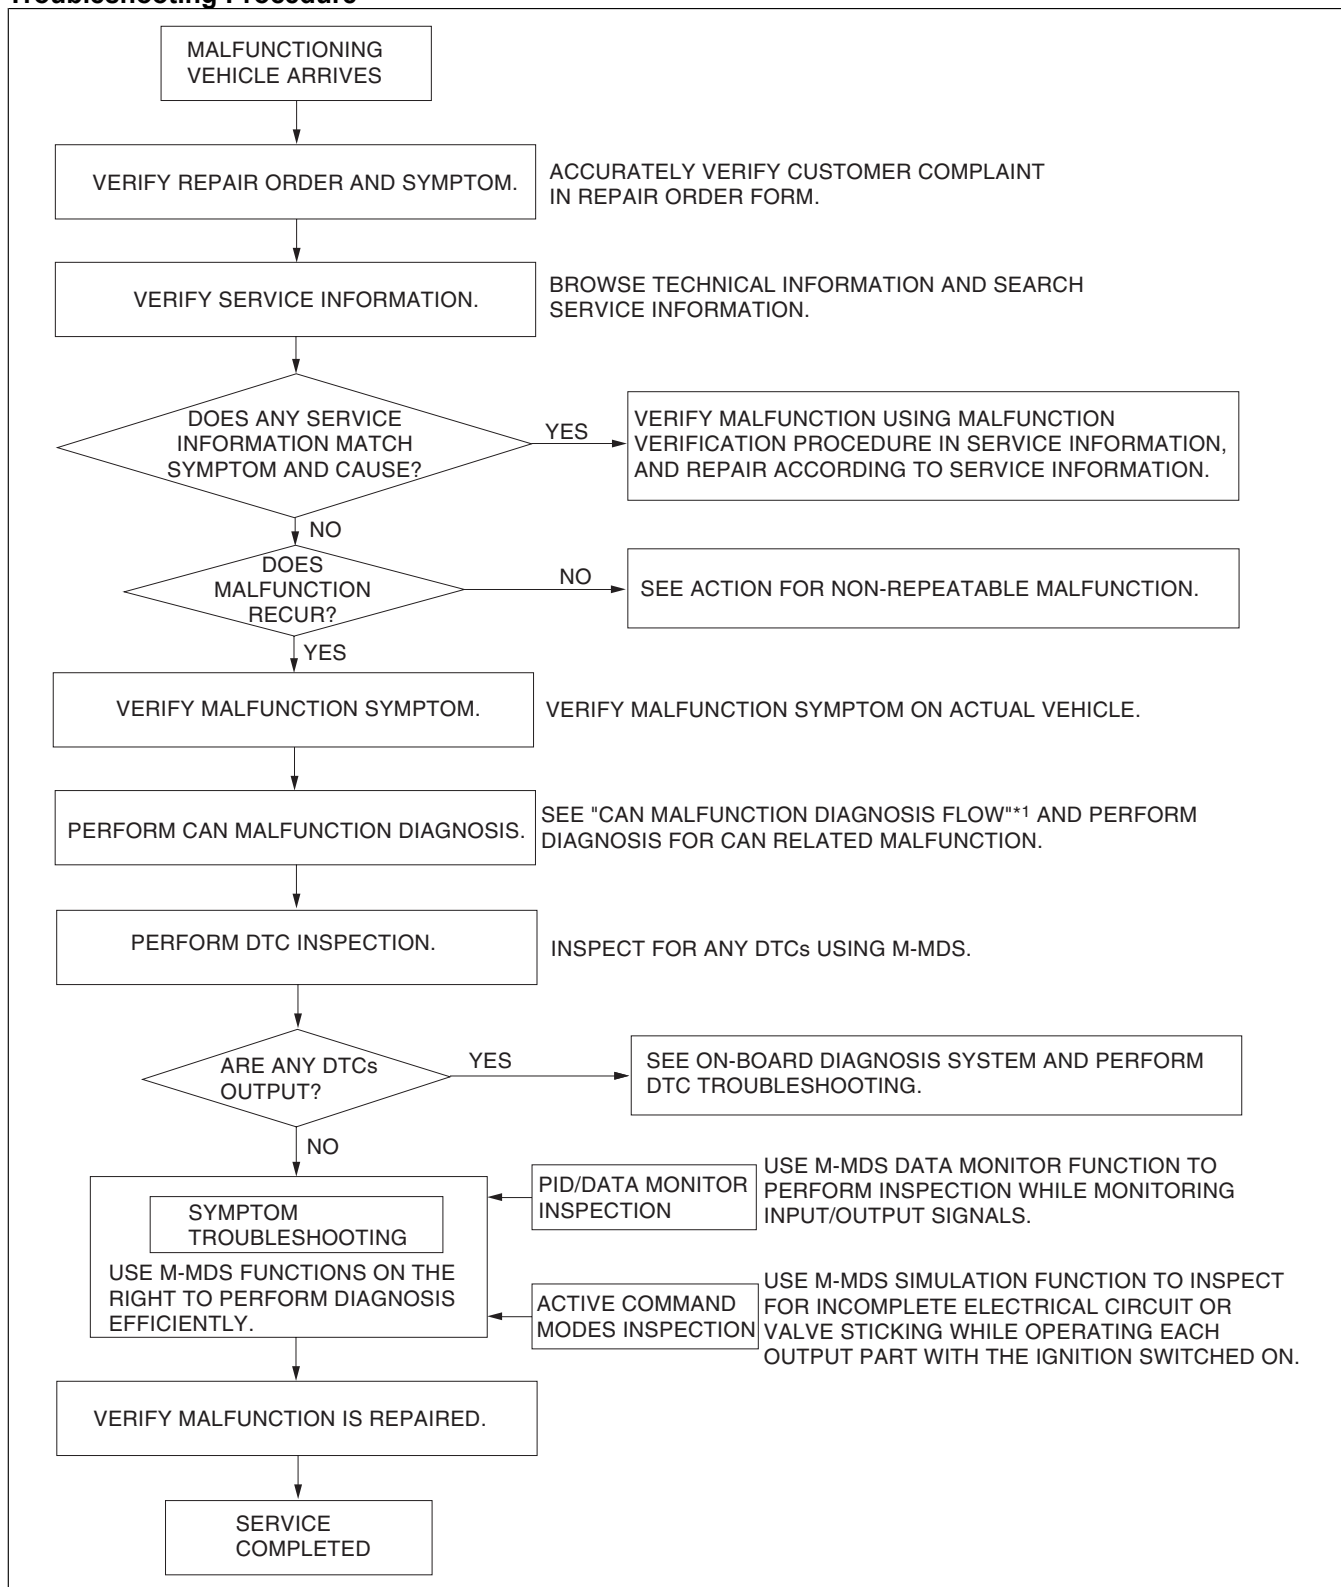 Troubleshooting Procedure
MALFUNCTIONING
VEHICLE ARRIVES
VERIFY REPAIR ORDER AND SYMPTOM.
ACCURATELY VERIFY CUSTOMER COMPLAINT
IN REPAIR ORDER FORM.
VERIFY SERVICE INFORMATION.
BROWSE TECHNICAL INFORMATION AND SEARCH
SERVICE INFORMATION.
DOES ANY SERVICE
INFORMATION MATCH
SYMPTOM AND CAUSE?
YES
VERIFY MALFUNCTION USING MALFUNCTION
VERIFICATION PROCEDURE IN SERVICE INFORMATION,
AND REPAIR ACCORDING TO SERVICE INFORMATION.
NO
DOES
MALFUNCTION
RECUR?
NO
SEE ACTION FOR NON-REPEATABLE MALFUNCTION.
YES
VERIFY MALFUNCTION SYMPTOM.
VERIFY MALFUNCTION SYMPTOM ON ACTUAL VEHICLE.
PERFORM CAN MALFUNCTION DIAGNOSIS.
SEE "CAN MALFUNCTION DIAGNOSIS FLOW"*1 AND PERFORM
DIAGNOSIS FOR CAN RELATED MALFUNCTION.
PERFORM DTC INSPECTION.
INSPECT FOR ANY DTCs USING M-MDS.
ARE ANY DTCs
OUTPUT?
YES
SEE ON-BOARD DIAGNOSIS SYSTEM AND PERFORM
DTC TROUBLESHOOTING.
NO
SYMPTOM
TROUBLESHOOTING
USE M-MDS FUNCTIONS ON THE
RIGHT TO PERFORM DIAGNOSIS
EFFICIENTLY.
PID/DATA MONITOR
INSPECTION
USE M-MDS DATA MONITOR FUNCTION TO
PERFORM INSPECTION WHILE MONITORING
INPUT/OUTPUT SIGNALS.
ACTIVE COMMAND
MODES INSPECTION
USE M-MDS SIMULATION FUNCTION TO INSPECT
FOR INCOMPLETE ELECTRICAL CIRCUIT OR
VALVE STICKING WHILE OPERATING EACH
OUTPUT PART WITH THE IGNITION SWITCHED ON.
VERIFY MALFUNCTION IS REPAIRED.
SERVICE
COMPLETED